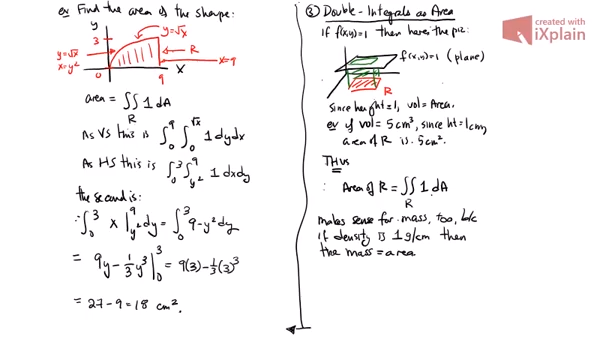 ex Find the area of the shape:
y
y=√x
3
y=√x
x=y²
R
x=9
0
9
x
area = ∬ 1 dA
R
As VS this is ∫₀⁹ ∫₀^√x 1 dydx
As HS this is ∫₀³ ∫_{y²}^9 1 dxdy
the second is:
∴ ∫₀³ x |_{y²}^9 dy = ∫₀³ 9-y² dy
= 9y - 1/3 y³ |₀³ = 9(3) - 1/3 (3)³
= 27-9 = 18 cm².
② Double-Integrals as Area
if f(x,y)=1 then here's the pic:
f(x,y)=1 (plane)
R
since height=1, vol = Area.
ex if vol = 5cm³, since ht=1cm,
area of R is 5cm².
Thus
∴ Area of R = ∬ 1 dA
R
makes sense for mass, too, b/c
if density is 1 g/cm then
the mass = area
created with
iXplain